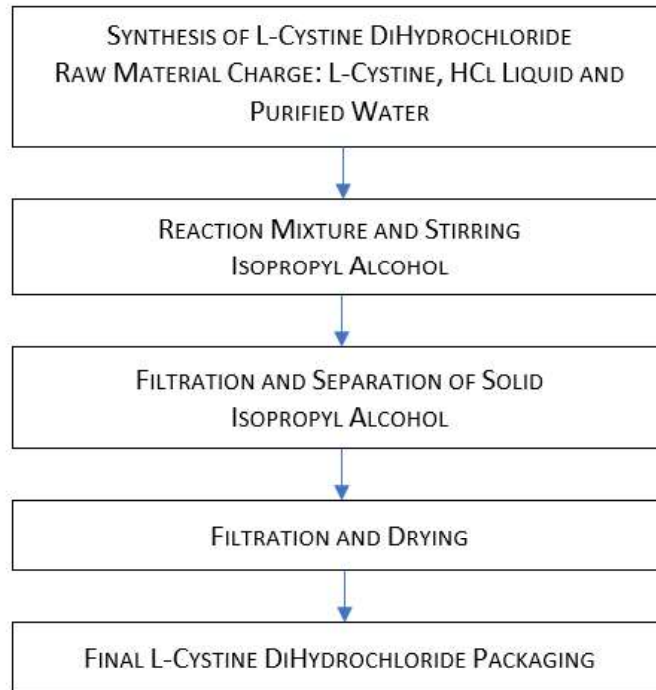 SYNTHESIS OF L-CYSTINE DIHYDROCHLORIDE
RAW MATERIAL CHARGE: L-CYSTINE, HCL LIQUID AND
PURIFIED WATER
REACTION MIXTURE AND STIRRING
ISOPROPYL ALCOHOL
FILTRATION AND SEPARATION OF SOLID
ISOPROPYL ALCOHOL
FILTRATION AND DRYING
FINAL L-CYSTINE DIHYDROCHLORIDE PACKAGING